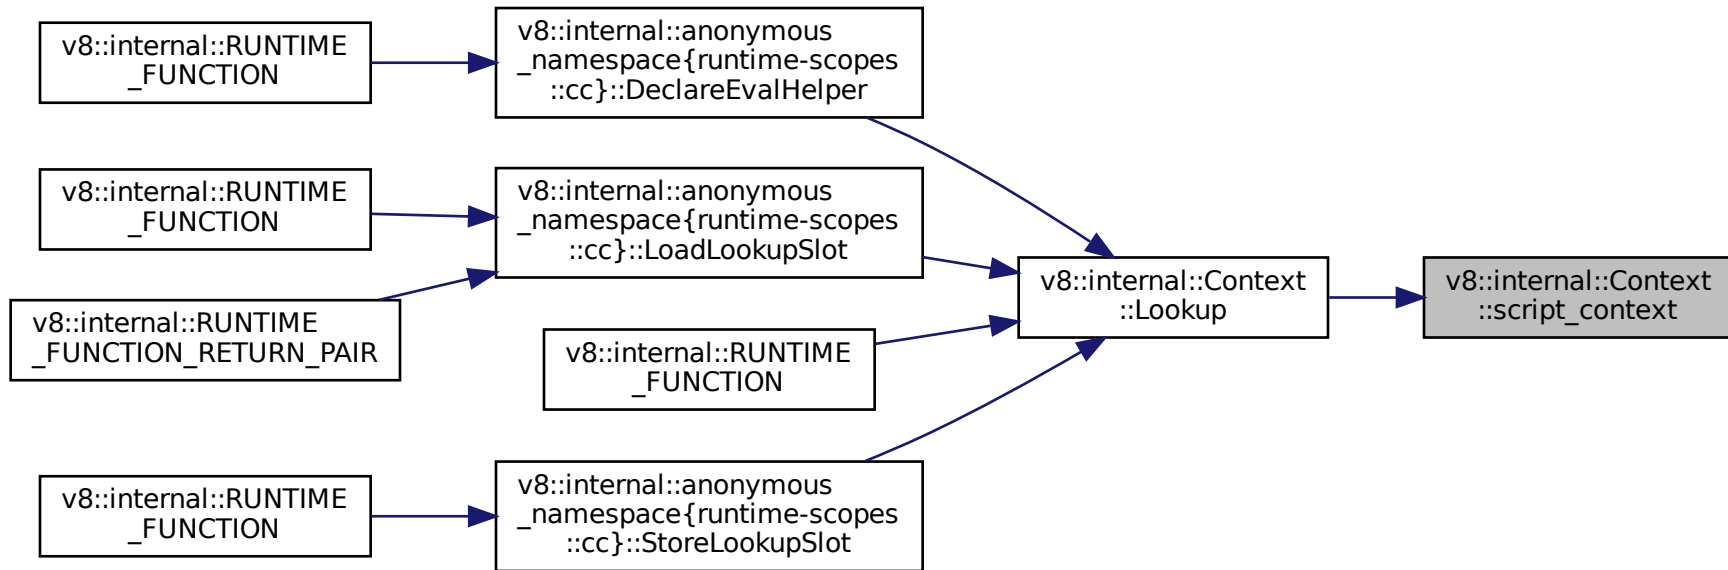 v8::internal::RUNTIME
_FUNCTION
v8::internal::anonymous
_namespace{runtime-scopes
::cc}::DeclareEvalHelper
v8::internal::RUNTIME
_FUNCTION
v8::internal::anonymous
_namespace{runtime-scopes
::cc}::LoadLookupSlot
v8::internal::RUNTIME
_FUNCTION_RETURN_PAIR
v8::internal::RUNTIME
_FUNCTION
v8::internal::Context
::Lookup
v8::internal::Context
::script_context
v8::internal::RUNTIME
_FUNCTION
v8::internal::anonymous
_namespace{runtime-scopes
::cc}::StoreLookupSlot